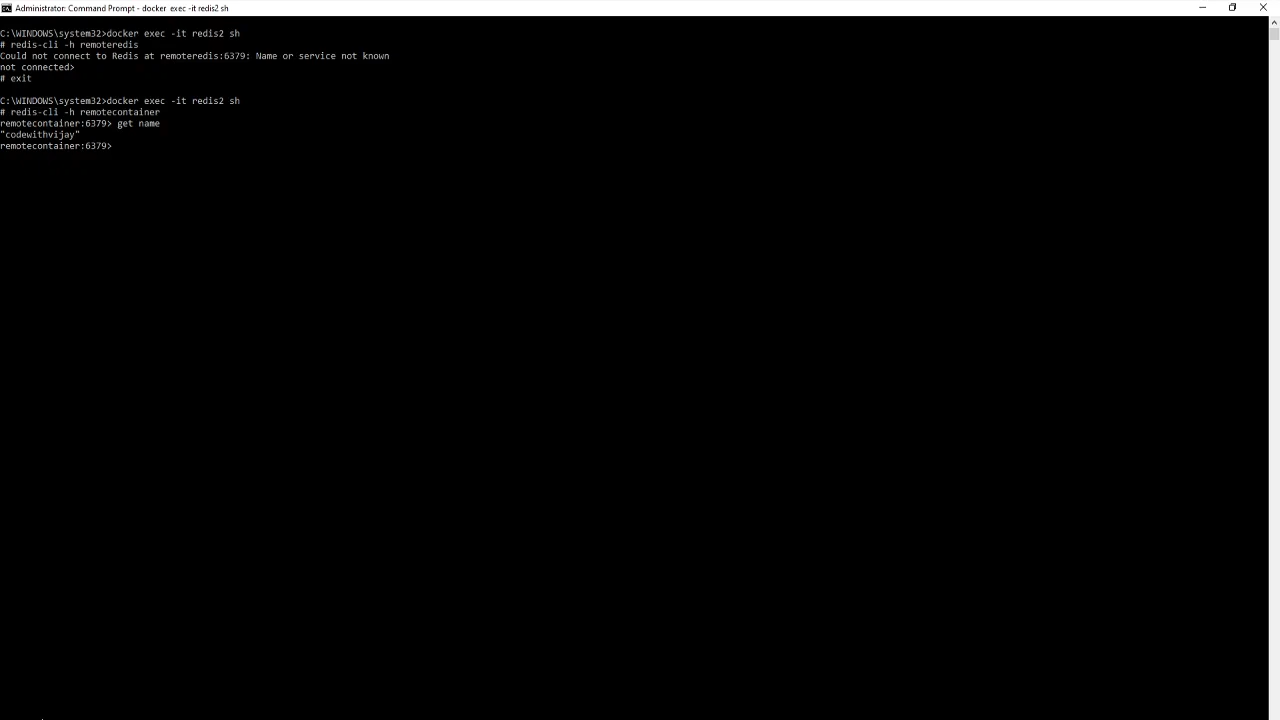 Administrator: Command Prompt - docker exec -it redis2 sh
C:\WINDOWS\system32>docker exec -it redis2 sh
# redis-cli -h remoteredis
Could not connect to Redis at remoteredis:6379: Name or service not known
not connected>
# exit
C:\WINDOWS\system32>docker exec -it redis2 sh
# redis-cli -h remotecontainer
remotecontainer:6379> get name
"codewithvijay"
remotecontainer:6379>